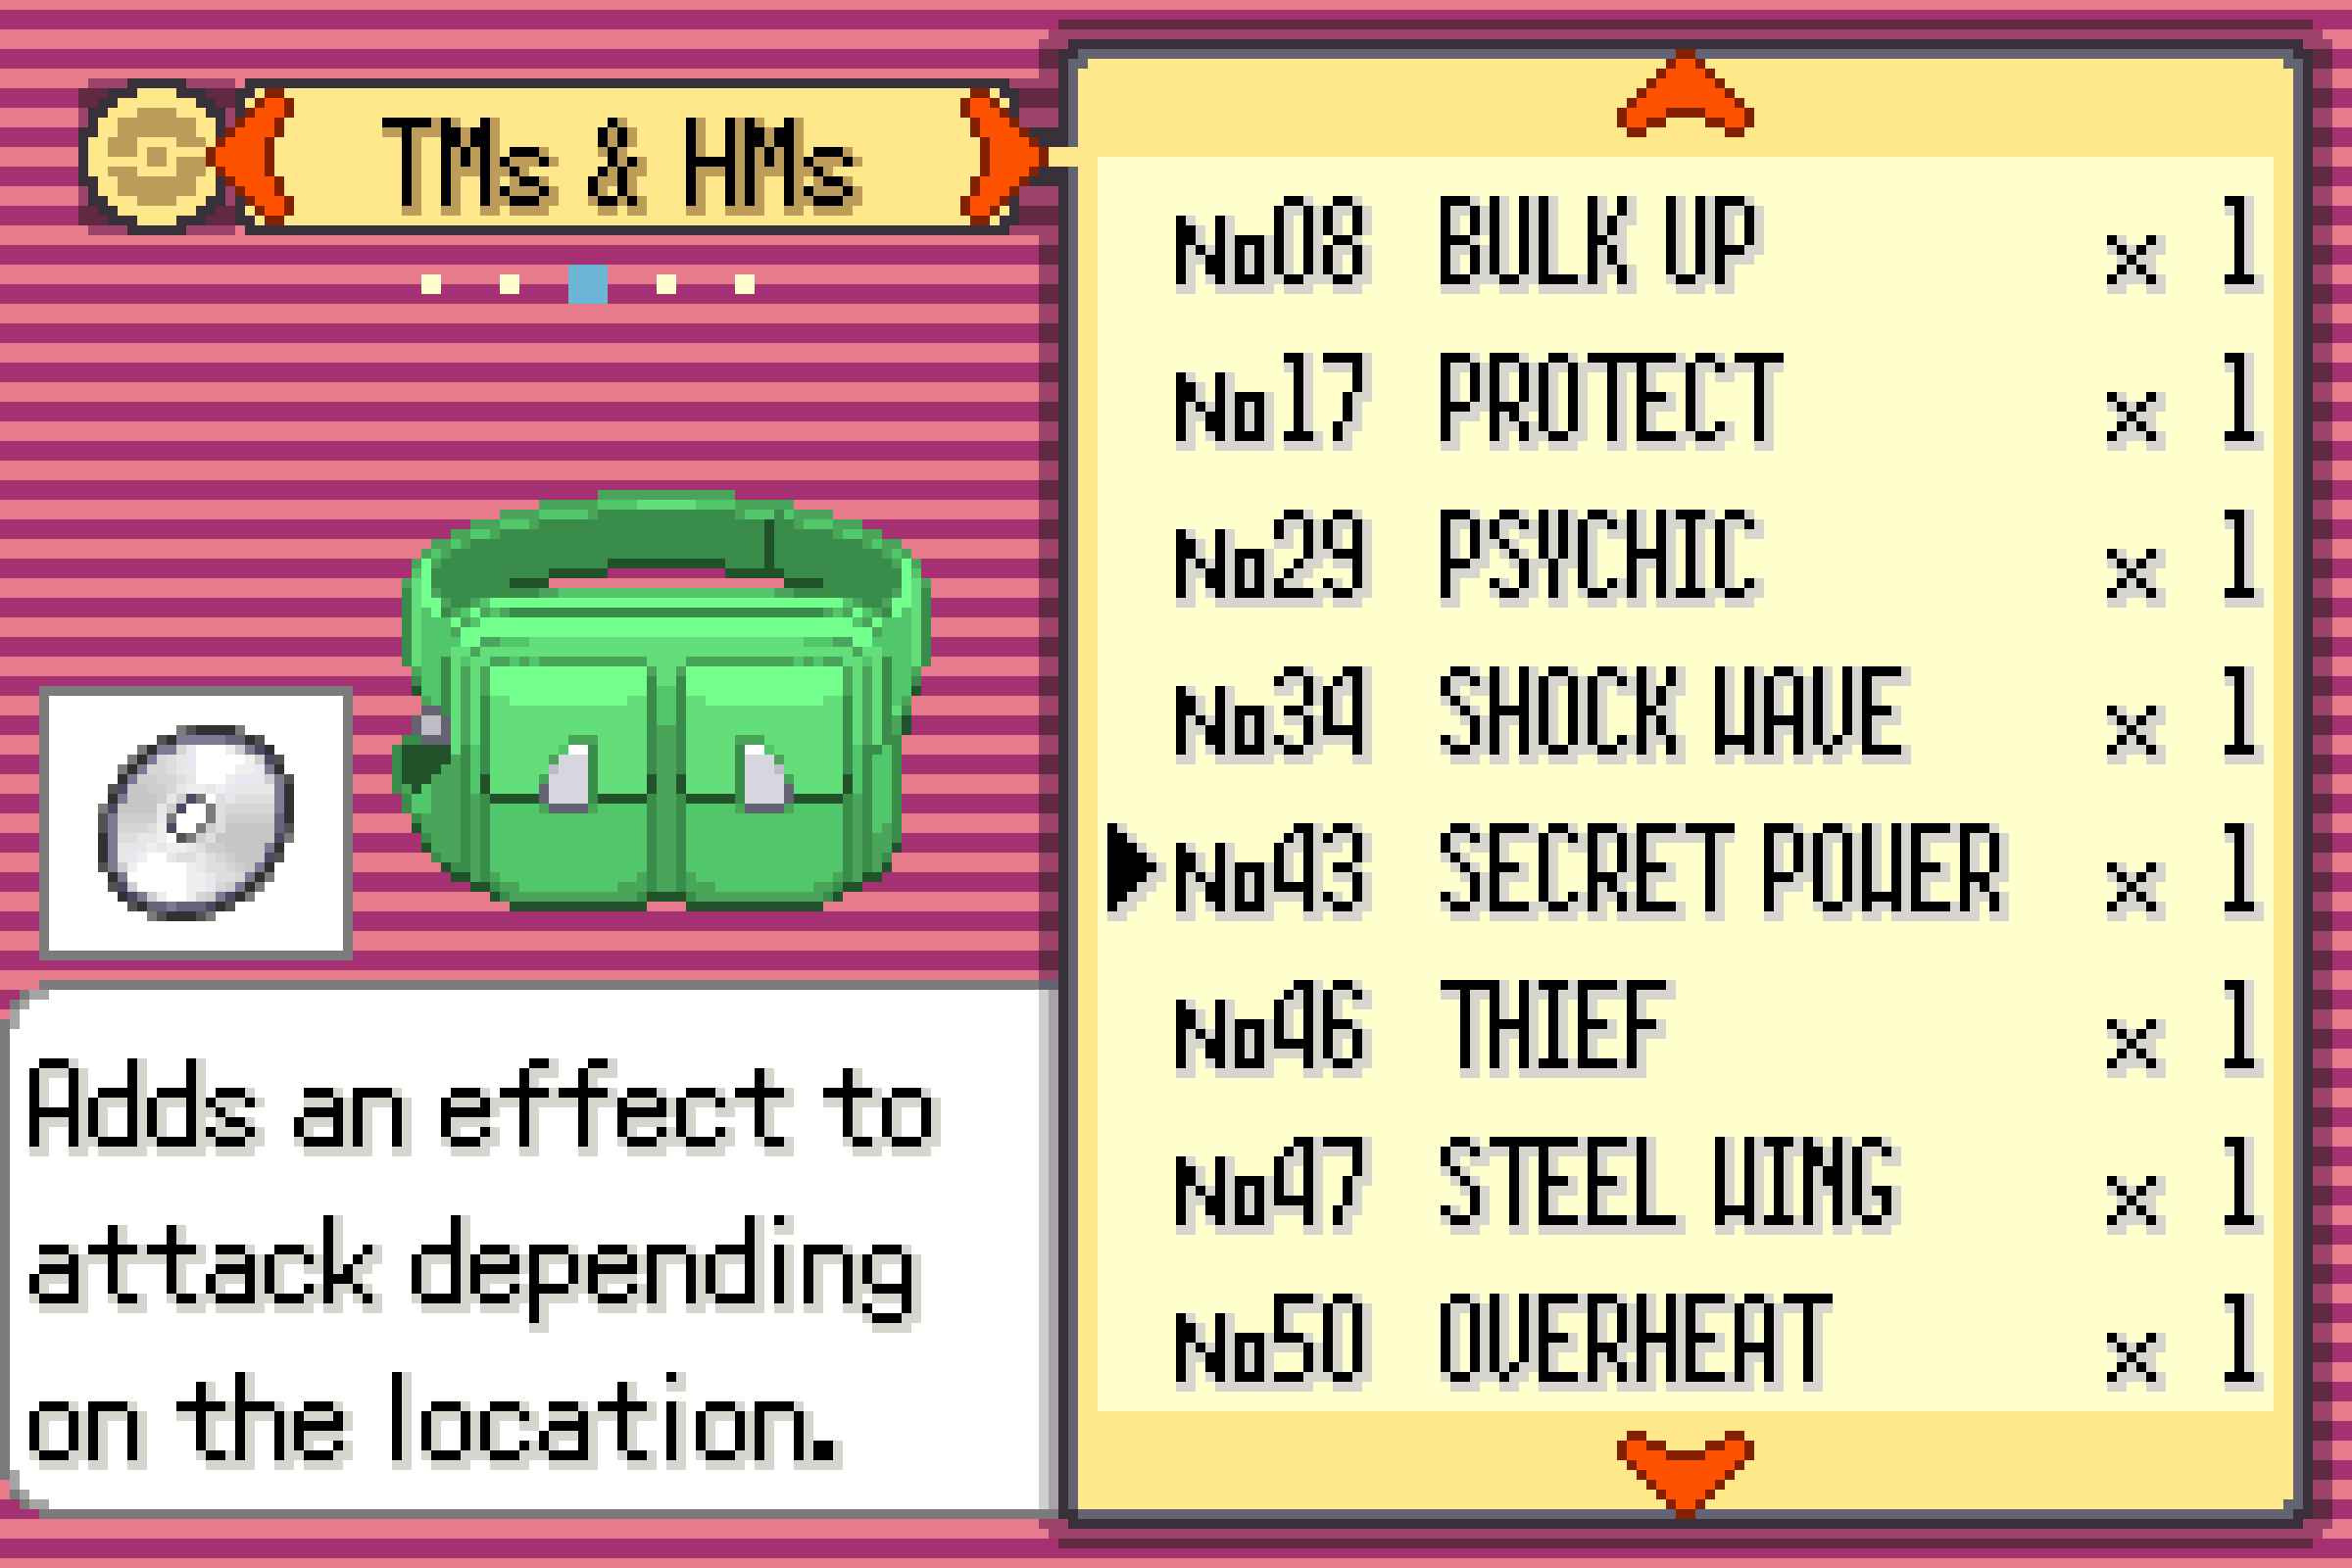 TMs & HMs
No08 BULK UP × 1
No17 PROTECT × 1
No29 PSYCHIC × 1
No34 SHOCK WAVE × 1
No43 SECRET POWER × 1
No46 THIEF × 1
No47 STEEL WING × 1
No50 OVERHEAT × 1
Adds an effect to
attack depending
on the location.